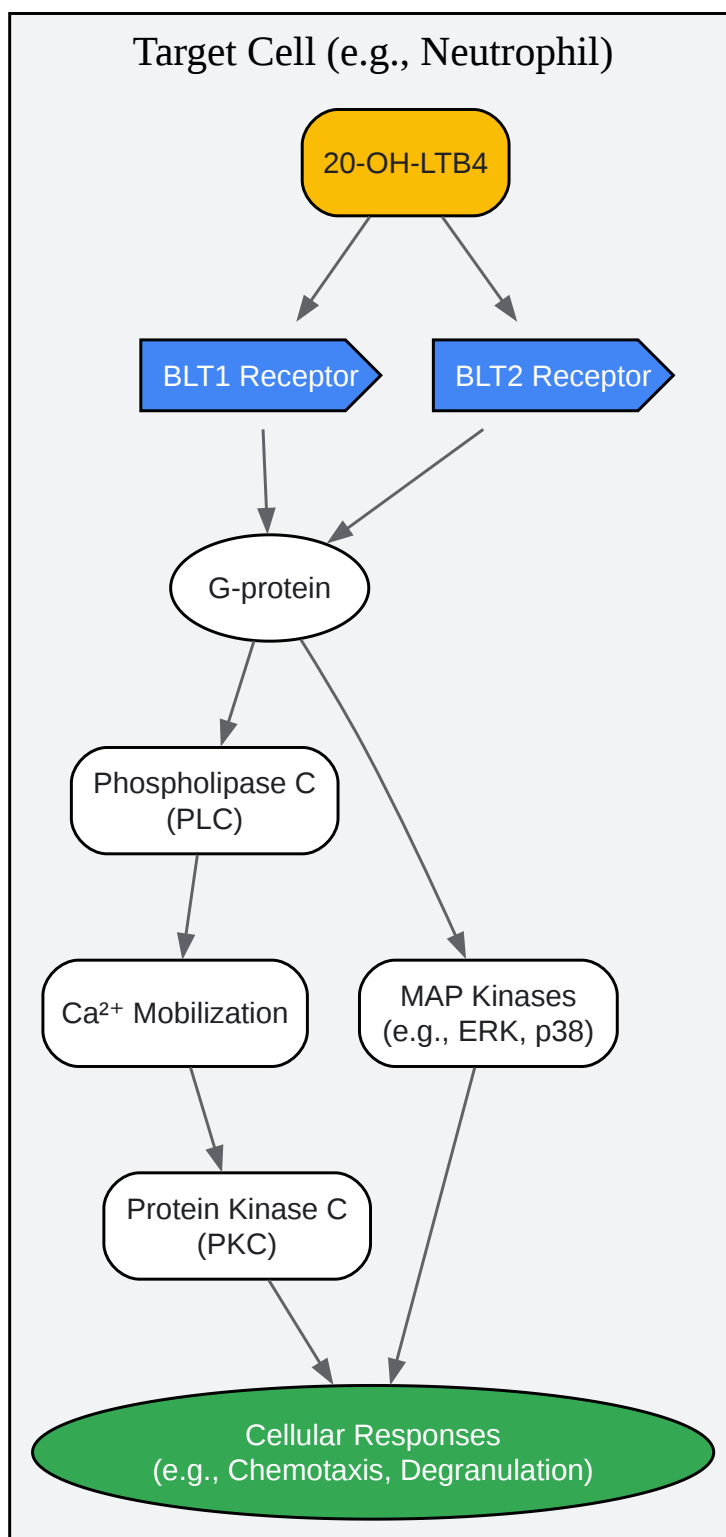 Target Cell (e.g., Neutrophil)
20-OH-LTB4
BLT1 Receptor
BLT2 Receptor
G-protein
Phospholipase C
(PLC)
Ca²⁺ Mobilization
MAP Kinases
(e.g., ERK, p38)
Protein Kinase C
(PKC)
Cellular Responses
(e.g., Chemotaxis, Degranulation)